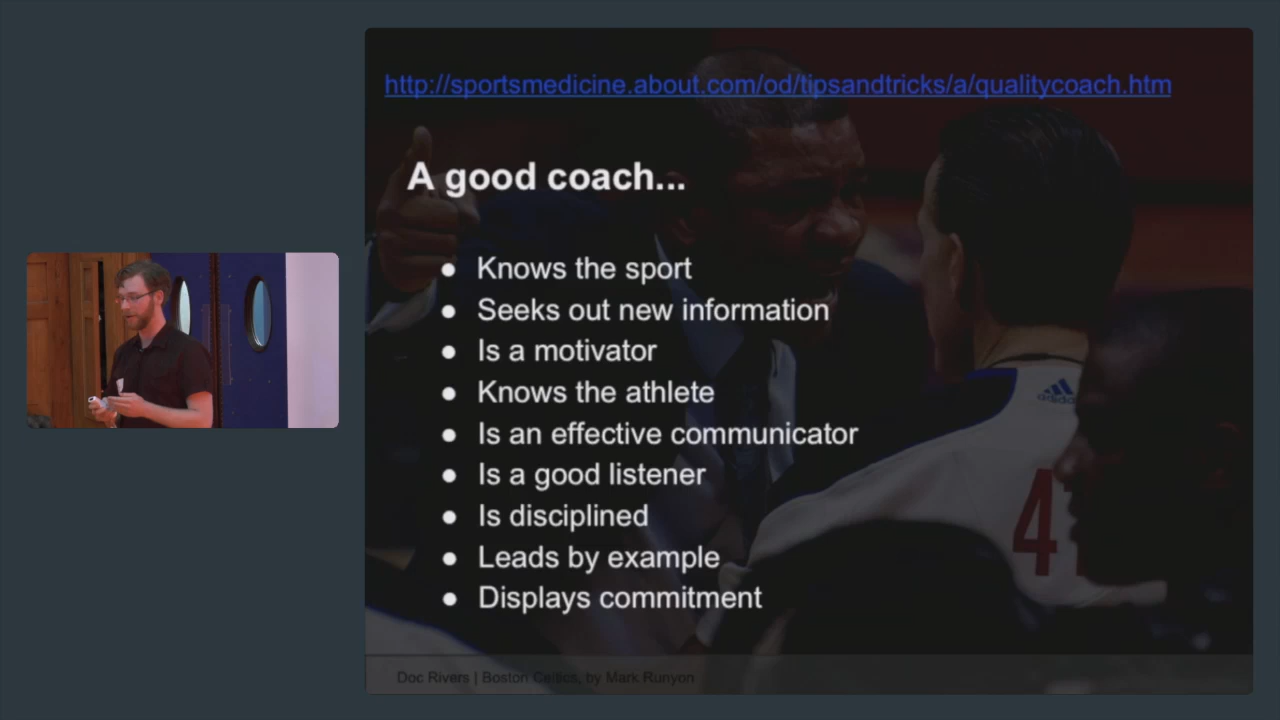 http://sportsmedicine.about.com/od/tipsandtricks/a/qualitycoach.htm
A good coach...
● Knows the sport
● Seeks out new information
● Is a motivator
● Knows the athlete
● Is an effective communicator
● Is a good listener
● Is disciplined
● Leads by example
● Displays commitment
adidas
4
Doc Rivers | Boston Celtics, by Mark Runyon